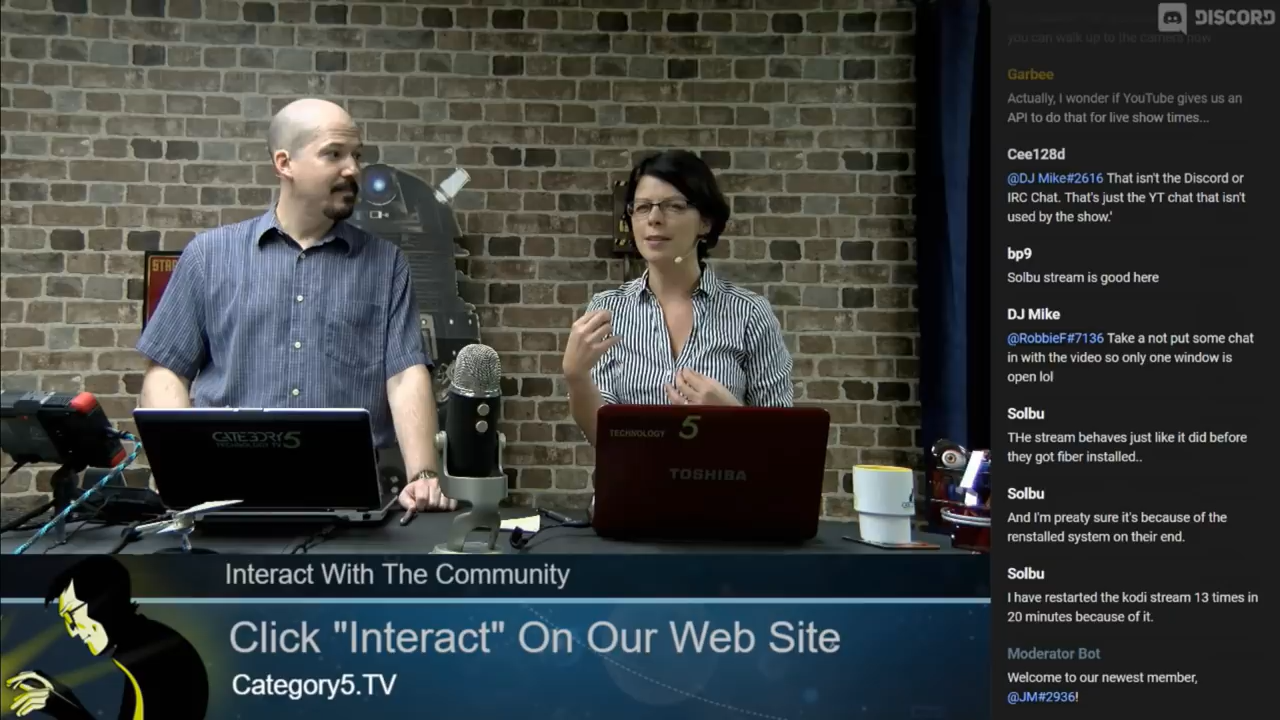 DISCORD
you can walk up to the camera now
Garbee
Actually, I wonder if YouTube gives us an
API to do that for live show times...
Cee128d
@DJ Mike#2616 That isn't the Discord or
IRC Chat. That's just the YT chat that isn't
used by the show.'
bp9
Solbu stream is good here
DJ Mike
@RobbieF#7136 Take a not put some chat
in with the video so only one window is
open lol
Solbu
THe stream behaves just like it did before
they got fiber installed..
Solbu
And I'm preaty sure it's because of the
renstalled system on their end.
Solbu
I have restarted the kodi stream 13 times in
20 minutes because of it.
Moderator Bot
Welcome to our newest member,
@JM#2936!
STAR
CATEGORY5
TECHNOLOGY TV
TECHNOLOGY 5
TOSHIBA
Interact With The Community
Click "Interact" On Our Web Site
Category5.TV